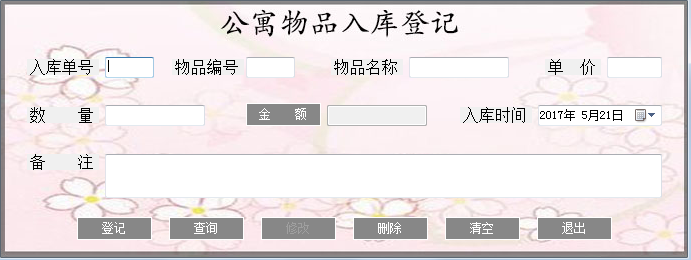 公寓物品入库登记
入库单号 物品编号 物品名称 单 价
数 量 金 额 入库时间 2017年 5月21日
备 注
登记 查询 修改 删除 清空 退出